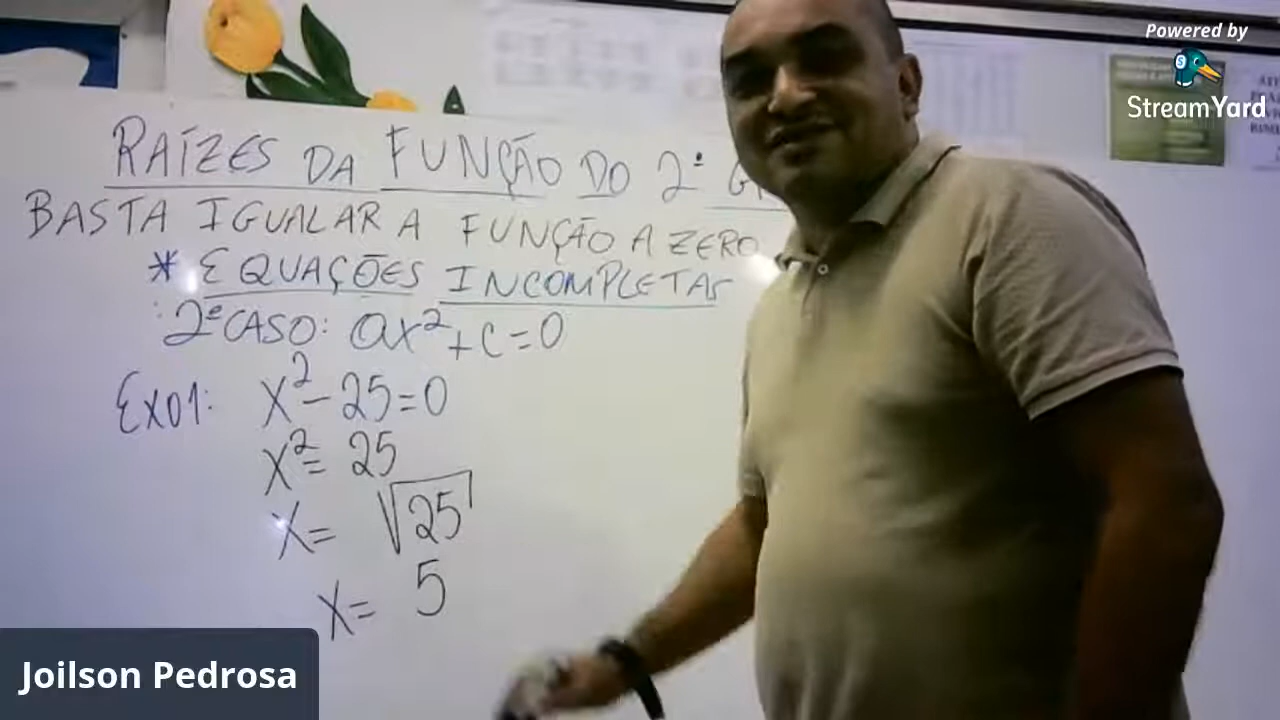 Powered by
StreamYard
RAÍZES DA FUNÇÃO DO 2º
BASTA IGUALAR A FUNÇÃO A ZERO
* EQUAÇÕES INCOMPLETAS
2º CASO: ax²+c=0
Ex01: x²-25=0
x²= 25
x= √25
x= 5
Joilson Pedrosa